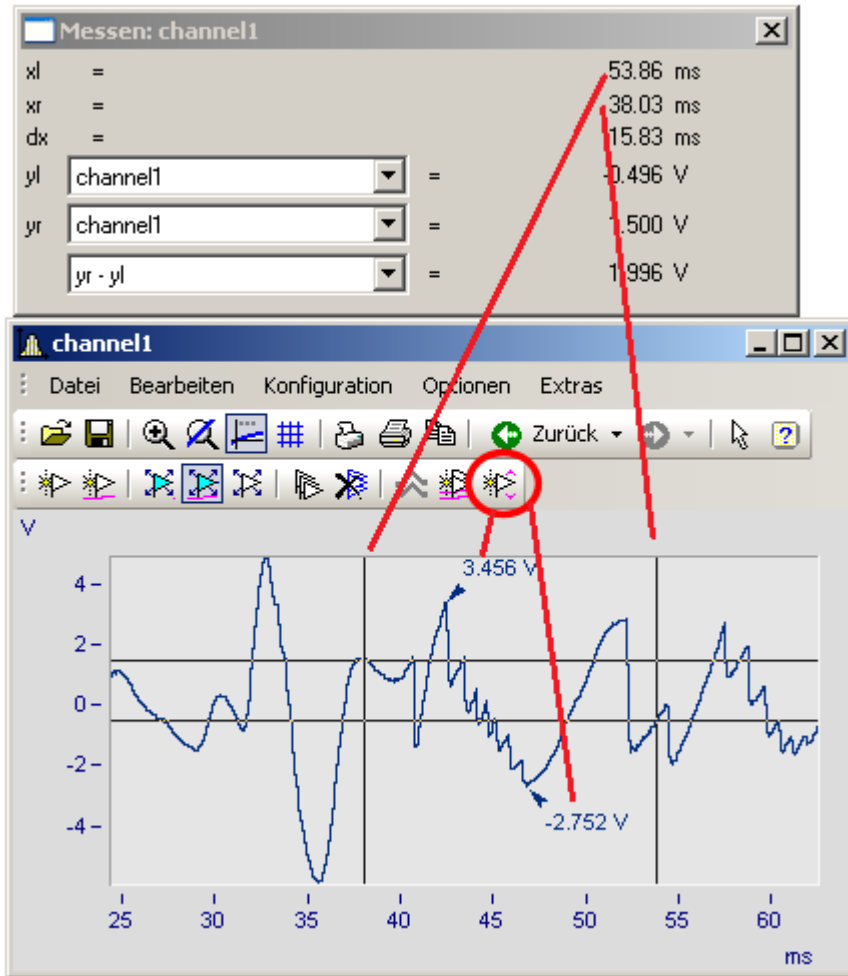 Messen: channel1
xl = 53.86 ms
xr = 38.03 ms
dx = 15.83 ms
yl channel1 = -0.496 V
yr channel1 = 1.500 V
yr - yl = 1.996 V
channel1
Datei Bearbeiten Konfiguration Optionen Extras
Zurück
V
3.456 V
4
2
0
-2
-2.752 V
-4
25 30 35 40 45 50 55 60
ms